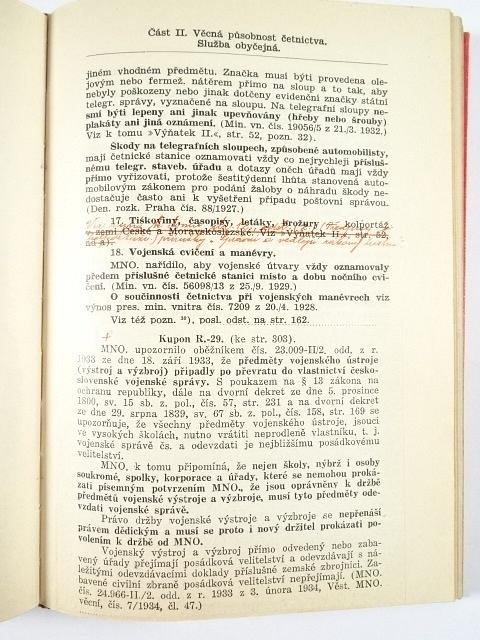 Část II. Věcná působnost četnictva.
Služba obyčejná.
jiném vhodném předmětu. Značka musí býti provedena ole-
jovým nebo fermež. nátěrem přímo na sloup a to tak, aby
nebyly poškozeny nebo jinak dotčeny evidenční značky státní
telegr. správy, vyznačené na sloupu. Na telegrafní sloupy ne-
smí býti lepeny ani jinak upevňovány (hřeby nebo šrouby)
plakáty ani jiná oznámení. (Min. vn. čís. 19056/5 z 21./3. 1932.)
Viz k tomu »Výňatek II.«, str. 52, pozn. 32).
Škody na telegrafních sloupech, způsobené automobilisty,
mají četnické stanice oznamovati vždy co nejrychleji přísluš-
nému telegr. staveb. úřadu a dotazy oněch úřadů mají vždy
přímo vyřizovati, protože šestitýdenní lhůta stanovená auto-
mobilovým zákonem pro podání žaloby o náhradu škody ne-
dostačuje často ani k vyšetření případu poštovní správou.
(Den. rozk. Praha čís. 88/1927.)
17. Tiskoviny, časopisy, letáky, brožury — kolportáž
v zemi České a Moravskoslezské. Viz »Výňatek II.«, str. 52,
18. Vojenská cvičení a manévry.
MNO. nařídilo, aby vojenské útvary vždy oznamovaly
předem příslušné četnické stanici místo a dobu nočního cvi-
čení. (Min. vn. čís. 56098/13 z 25./9. 1929.)
O součinnosti četnictva při vojenských manévrech viz
výnos pres. min. vnitra čís. 7209 z 20./4. 1928.
Viz též pozn. ¹⁰), posl. odst. na str. 162.
+
Kupon R.-29. (ke str. 303).
MNO. upozornilo oběžníkem čís. 23.009-II/2. odd. z r.
1933 ze dne 18. září 1933, že předměty vojenského ústroje
(výstroj a výzbroj) připadly po převratu do vlastnictví česko-
slovenské vojenské správy. S poukazem na § 13 zákona na
ochranu republiky, dále na dvorní dekret ze dne 5. prosince
1800, sv. 15 sb. z. pol., čís. 57, str. 231 a na dvorní dekret
ze dne 29. srpna 1839, sv. 67 sb. z. pol., čís. 158, str. 169 se
upozorňuje, že všechny předměty vojenského ústroje, jsoucí
ve vysokých školách, nutno vrátiti neprodleně vlastníku, t. j.
vojenské správě čs. a odevzdati je nejbližšímu posádkovému
velitelství.
MNO. k tomu připomíná, že nejen školy, nýbrž i osoby
soukromé, spolky, korporace a úřady, které se nemohou proká-
zati písemným potvrzením MNO., že jsou oprávněny k držbě
předmětů vojenské výstroje a výzbroje, musí tyto předměty ode-
vzdati vojenské správě.
Právo držby vojenské výstroje a výzbroje se nepřenáší
právem dědickým a musí se proto i nový držitel prokázati po-
volením k držbě od MNO.
Vojenský výstroj a výzbroj přímo odvedený nebo zaba-
vený úřady přejímají posádková velitelství a odevzdávají s ná-
ležitými odevzdávacími doklady příslušné zemské zbrojnici. Za-
bavené civilní zbraně posádková velitelství nepřejímají. (MNO.
čís. 24.966-II./2. odd. z r. 1933 z 3. února 1934, Věst. MNO.
věcní, čís. 7/1934, čl. 47.)